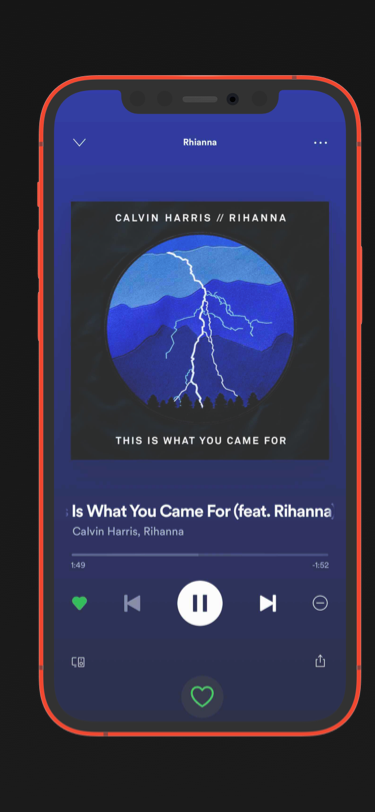 Rhianna
CALVIN HARRIS // RIHANNA
THIS IS WHAT YOU CAME FOR
s Is What You Came For (feat. Rihanna)
Calvin Harris, Rihanna
1:49
-1:52